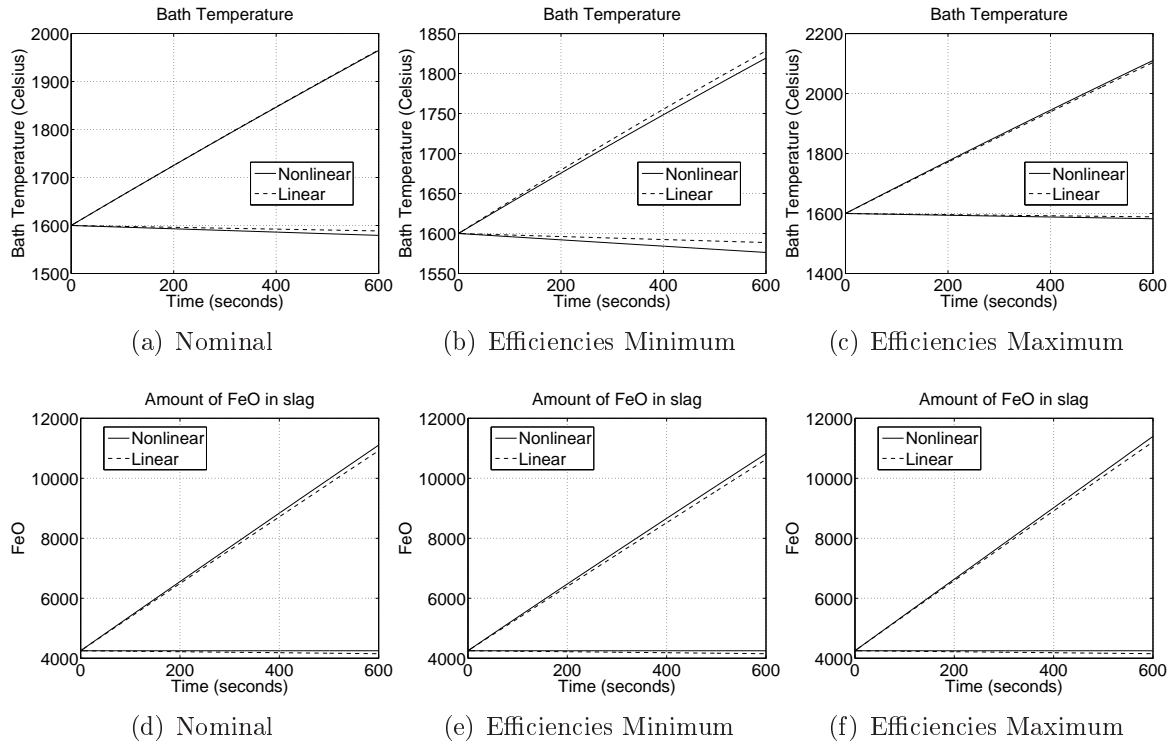 Bath Temperature
Bath Temperature (Celsius)
2000
1900
1800
1700
1600
1500
0
200
400
600
Time (seconds)
Nonlinear
Linear
(a) Nominal
Bath Temperature
Bath Temperature (Celsius)
1850
1800
1750
1700
1650
1600
1550
0
200
400
600
Time (seconds)
Nonlinear
Linear
(b) Efficiencies Minimum
Bath Temperature
Bath Temperature (Celsius)
2200
2000
1800
1600
1400
0
200
400
600
Time (seconds)
Nonlinear
Linear
(c) Efficiencies Maximum
Amount of FeO in slag
FeO
12000
10000
8000
6000
4000
0
200
400
600
Time (seconds)
Nonlinear
Linear
(d) Nominal
Amount of FeO in slag
FeO
12000
10000
8000
6000
4000
0
200
400
600
Time (seconds)
Nonlinear
Linear
(e) Efficiencies Minimum
Amount of FeO in slag
FeO
12000
10000
8000
6000
4000
0
200
400
600
Time (seconds)
Nonlinear
Linear
(f) Efficiencies Maximum